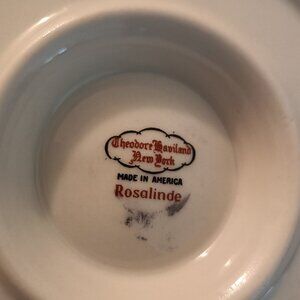 Theodore Haviland
New York
MADE IN AMERICA
Rosalinde